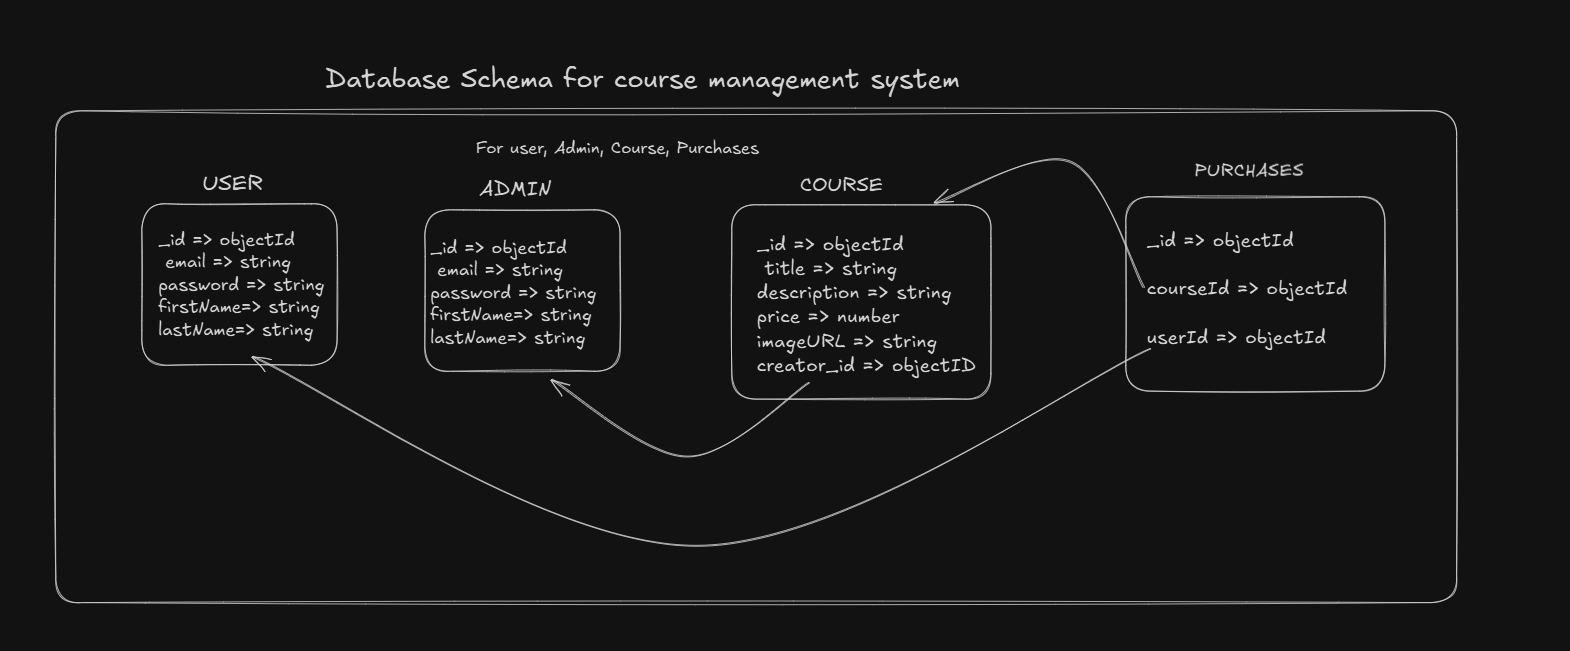 Database Schema for course management system
For user, Admin, Course, Purchases
USER
_id => objectId
email => string
password => string
firstName=> string
lastName=> string
ADMIN
_id => objectId
email => string
password => string
firstName=> string
lastName=> string
COURSE
_id => objectId
title => string
description => string
price => number
imageURL => string
creator_id => objectID
PURCHASES
_id => objectId
courseId => objectId
userId => objectId